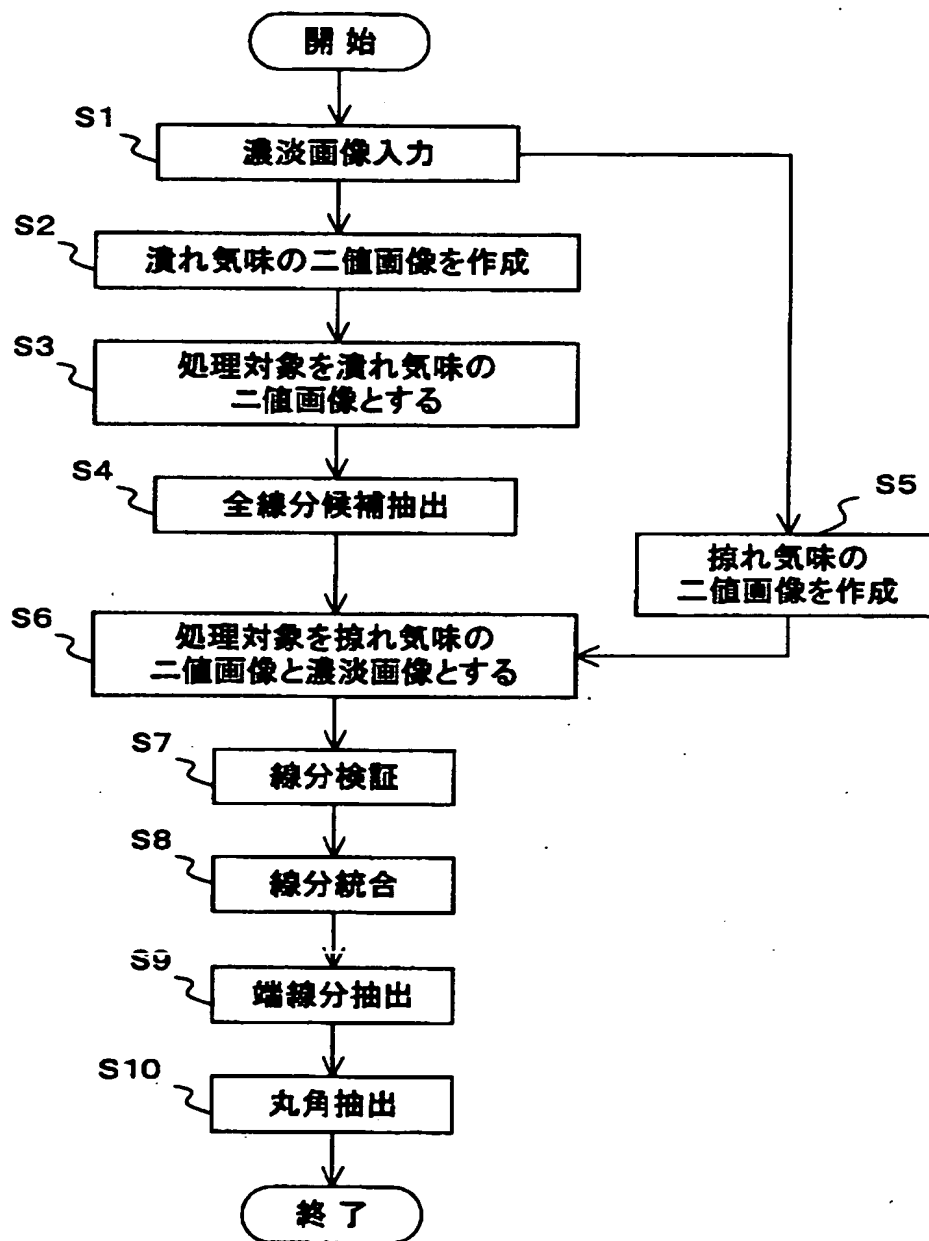 開始
S1
濃淡画像入力
S2
潰れ気味の二値画像を作成
S3
処理対象を潰れ気味の
二値画像とする
S4
全線分候補抽出
S5
掠れ気味の
二値画像を作成
S6
処理対象を掠れ気味の
二値画像と濃淡画像とする
S7
線分検証
S8
線分統合
S9
端線分抽出
S10
丸角抽出
終了